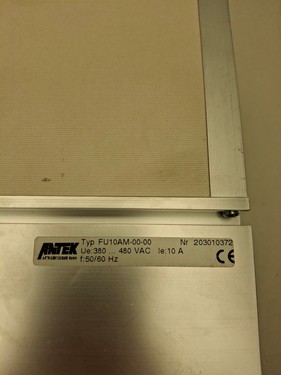 ANTEK
Typ FU10AM-00-00 Nr 203010372
Ue:380 ... 480 VAC Ie:10 A
f:50/60 Hz CE